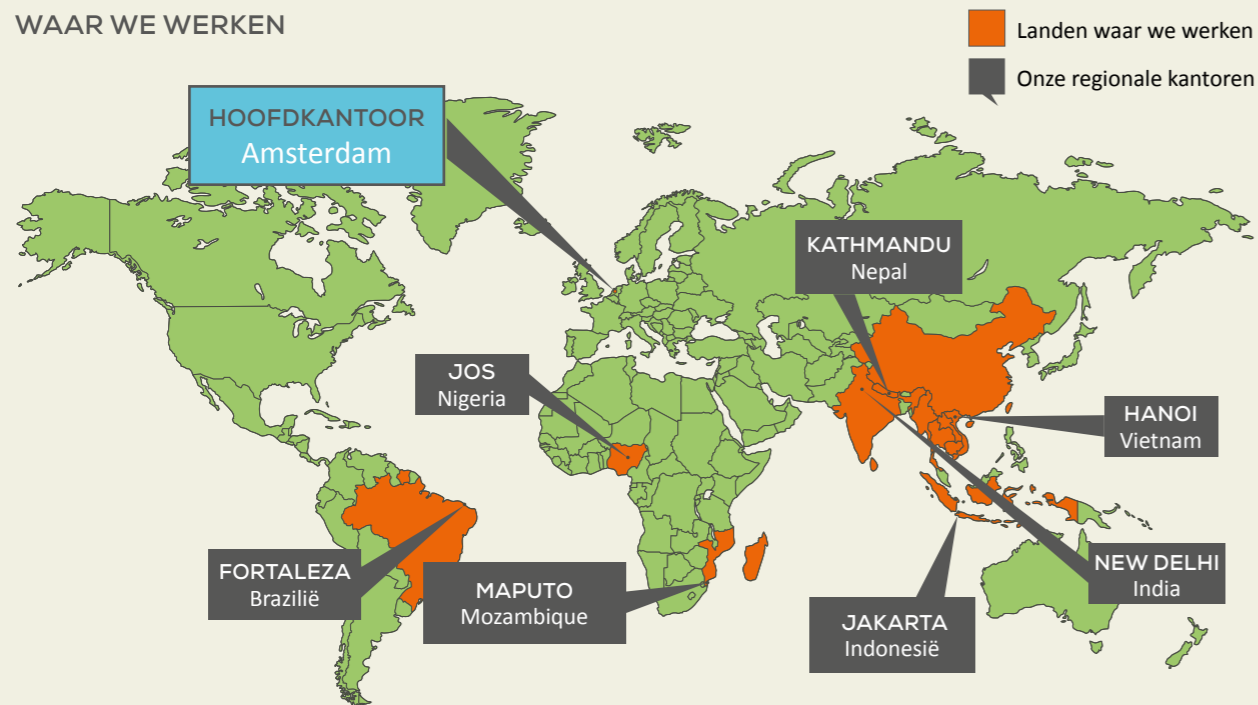 WAAR WE WERKEN
Landen waar we werken
Onze regionale kantoren
HOOFDKANTOOR
Amsterdam
KATHMANDU
Nepal
JOS
Nigeria
HANOI
Vietnam
FORTALEZA
Brazilië
MAPUTO
Mozambique
NEW DELHI
India
JAKARTA
Indonesië